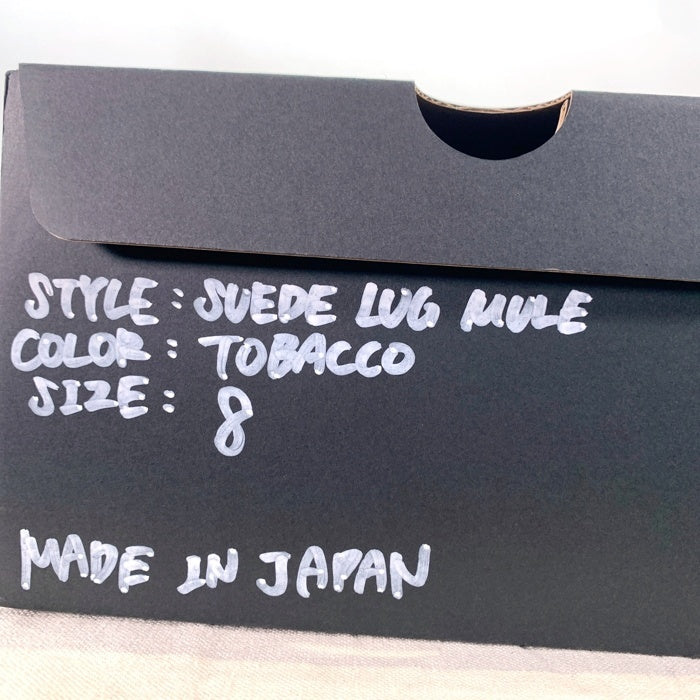 STYLE: SUEDE LUG MULE
COLOR: TOBACCO
SIZE: 8
MADE IN JAPAN